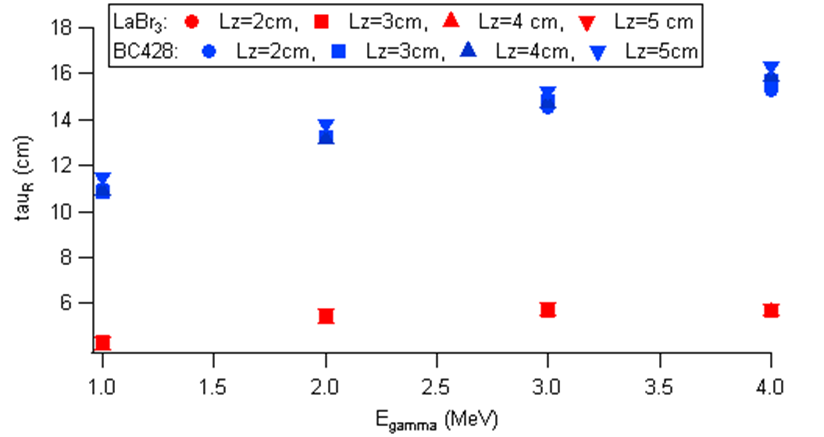 LaBr3: Lz=2cm, Lz=3cm, Lz=4 cm, Lz=5 cm
BC428: Lz=2cm, Lz=3cm, Lz=4cm, Lz=5cm
18
16
14
12
10
8
6
tauR (cm)
1.0 1.5 2.0 2.5 3.0 3.5 4.0
Egamma (MeV)